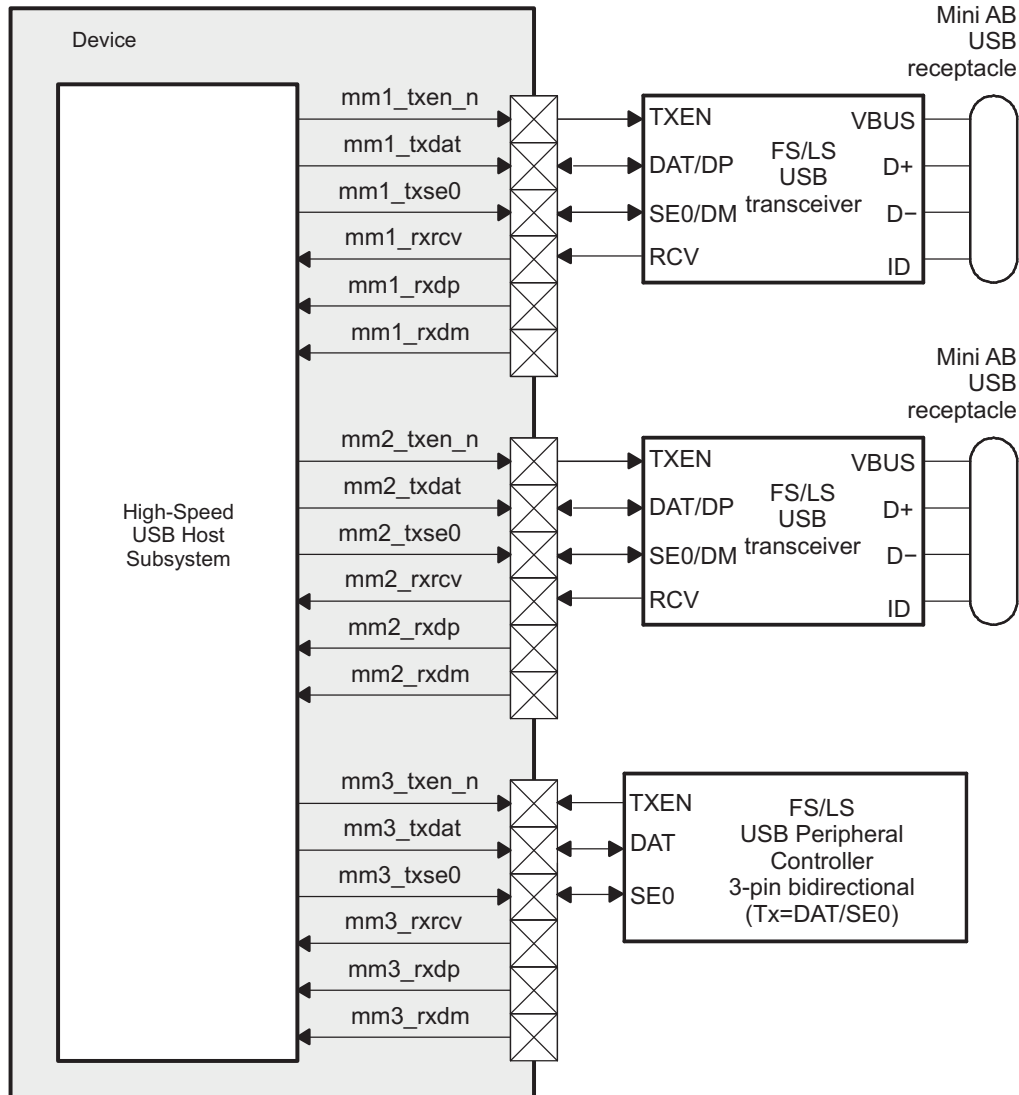 Device
High-Speed
USB Host
Subsystem
mm1_txen_n
mm1_txdat
mm1_txse0
mm1_rxrcv
mm1_rxdp
mm1_rxdm
TXEN
DAT/DP
SE0/DM
RCV
FS/LS
USB
transceiver
VBUS
D+
D−
ID
Mini AB
USB
receptacle
mm2_txen_n
mm2_txdat
mm2_txse0
mm2_rxrcv
mm2_rxdp
mm2_rxdm
TXEN
DAT/DP
SE0/DM
RCV
FS/LS
USB
transceiver
VBUS
D+
D−
ID
Mini AB
USB
receptacle
mm3_txen_n
mm3_txdat
mm3_txse0
mm3_rxrcv
mm3_rxdp
mm3_rxdm
TXEN
DAT
SE0
FS/LS
USB Peripheral
Controller
3-pin bidirectional
(Tx=DAT/SE0)